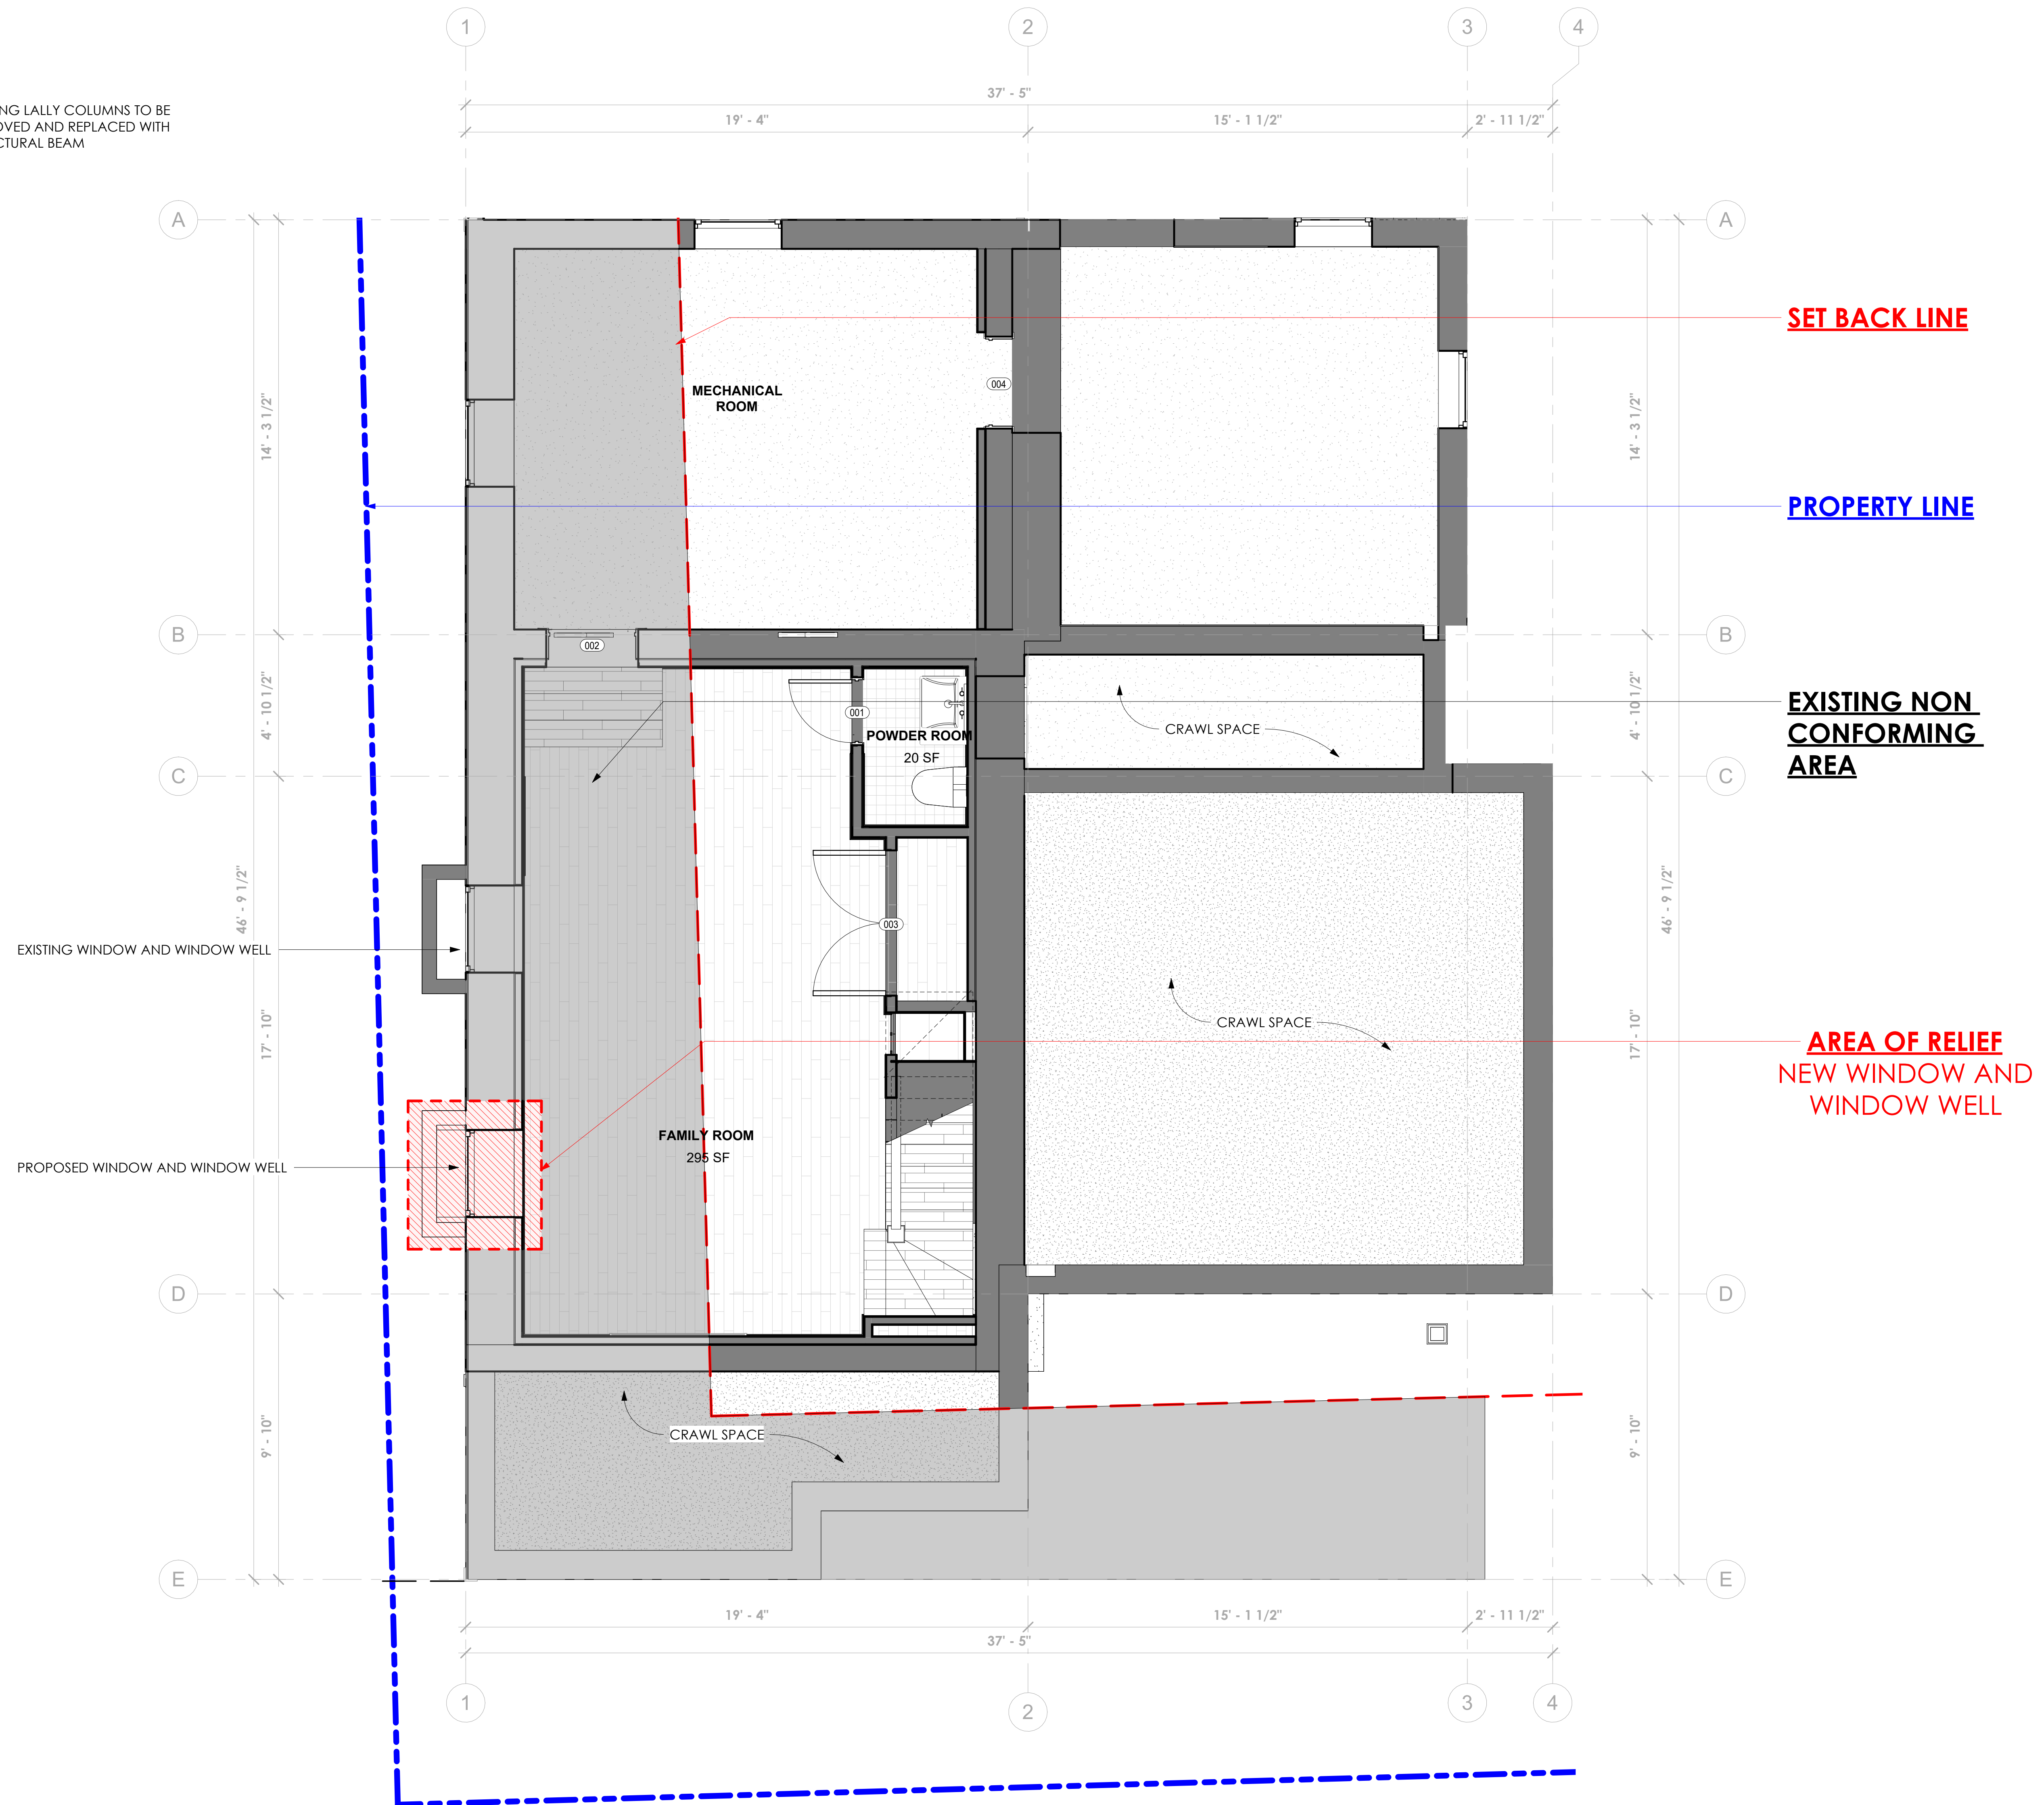 1
2
3
4
37' - 5"
19' - 4"
15' - 1 1/2"
2' - 11 1/2"
LALLY COLUMNS TO BE
AND REPLACED WITH
BEAM
A
A
SET BACK LINE
MECHANICAL
ROOM
004
14' - 3 1/2"
14' - 3 1/2"
PROPERTY LINE
B
B
002
4' - 10 1/2"
4' - 10 1/2"
EXISTING NON
CONFORMING
AREA
001
POWDER ROOM
20 SF
CRAWL SPACE
C
C
46' - 9 1/2"
46' - 9 1/2"
003
EXISTING WINDOW AND WINDOW WELL
17' - 10"
17' - 10"
CRAWL SPACE
AREA OF RELIEF
NEW WINDOW AND
WINDOW WELL
FAMILY ROOM
295 SF
PROPOSED WINDOW AND WINDOW WELL
D
D
9' - 10"
9' - 10"
CRAWL SPACE
E
E
19' - 4"
15' - 1 1/2"
2' - 11 1/2"
37' - 5"
1
2
3
4